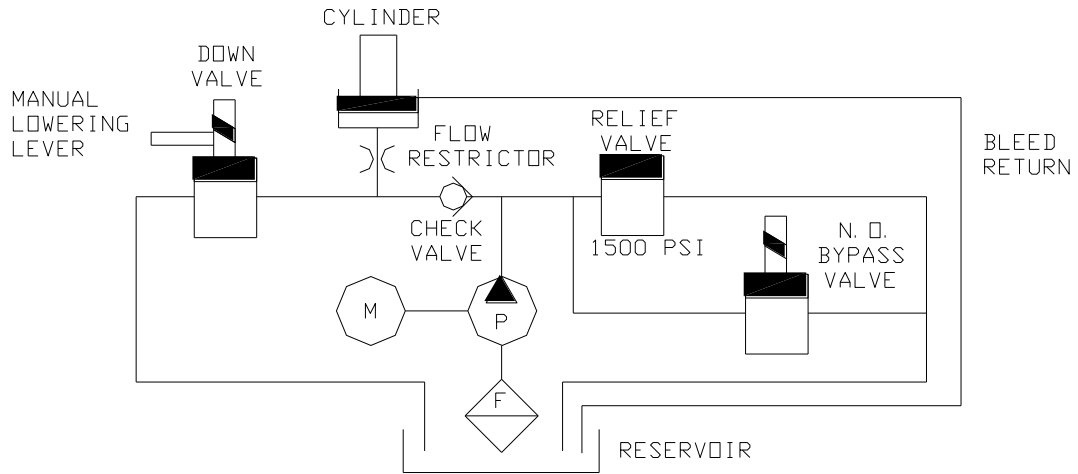 CYLINDER
DOWN
VALVE
MANUAL
LOWERING
LEVER
FLOW
RESTRICTOR
RELIEF
VALVE
BLEED
RETURN
CHECK
VALVE
1500 PSI
N. O.
BYPASS
VALVE
M
P
F
RESERVOIR